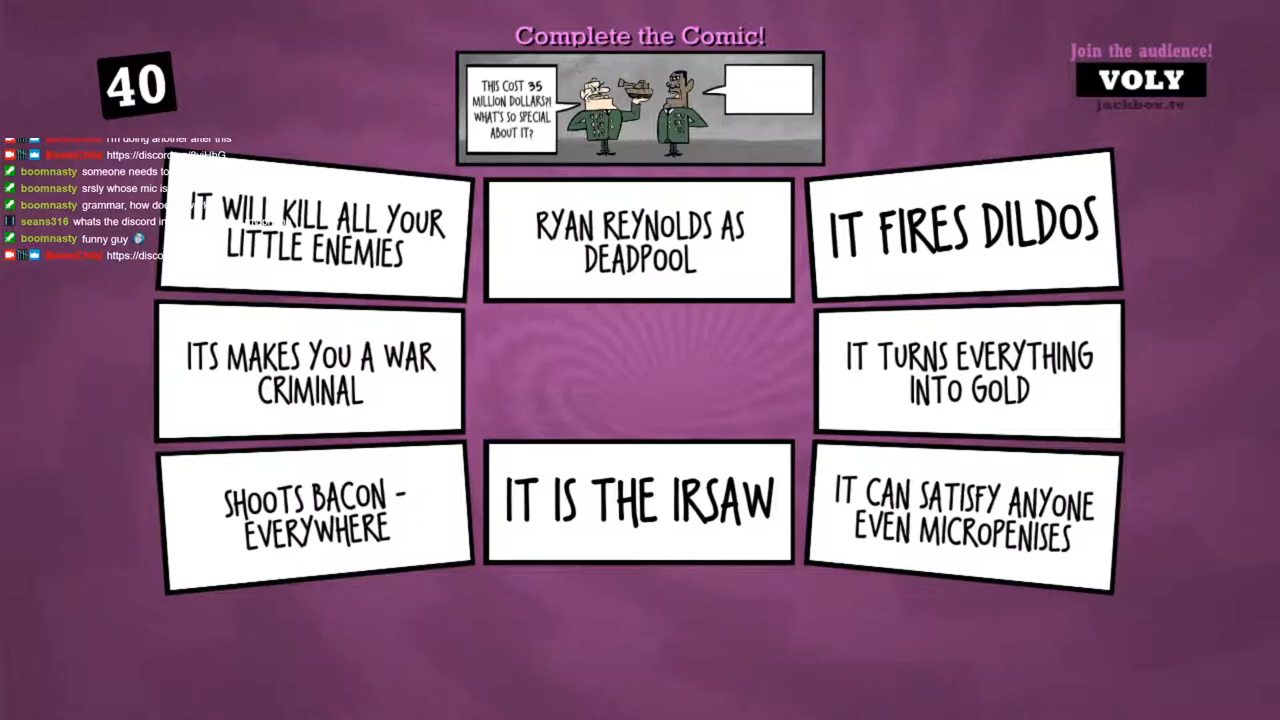 Complete the Comic!
40
THIS COST 35
MILLION DOLLARS?!
WHAT'S SO SPECIAL
ABOUT IT?
Join the audience!
VOLY
jackbox.tv
I'm doing another after this
https://discord
boomnasty someone needs to
boomnasty srsly whose mic is
boomnasty grammar, how does
seans316 whats the discord in
boomnasty funny guy
https://disco
IT WILL KILL ALL YOUR
LITTLE ENEMIES
RYAN REYNOLDS AS
DEADPOOL
IT FIRES DILDOS
ITS MAKES YOU A WAR
CRIMINAL
IT TURNS EVERYTHING
INTO GOLD
SHOOTS BACON -
EVERYWHERE
IT IS THE IRSAW
IT CAN SATISFY ANYONE
EVEN MICROPENISES